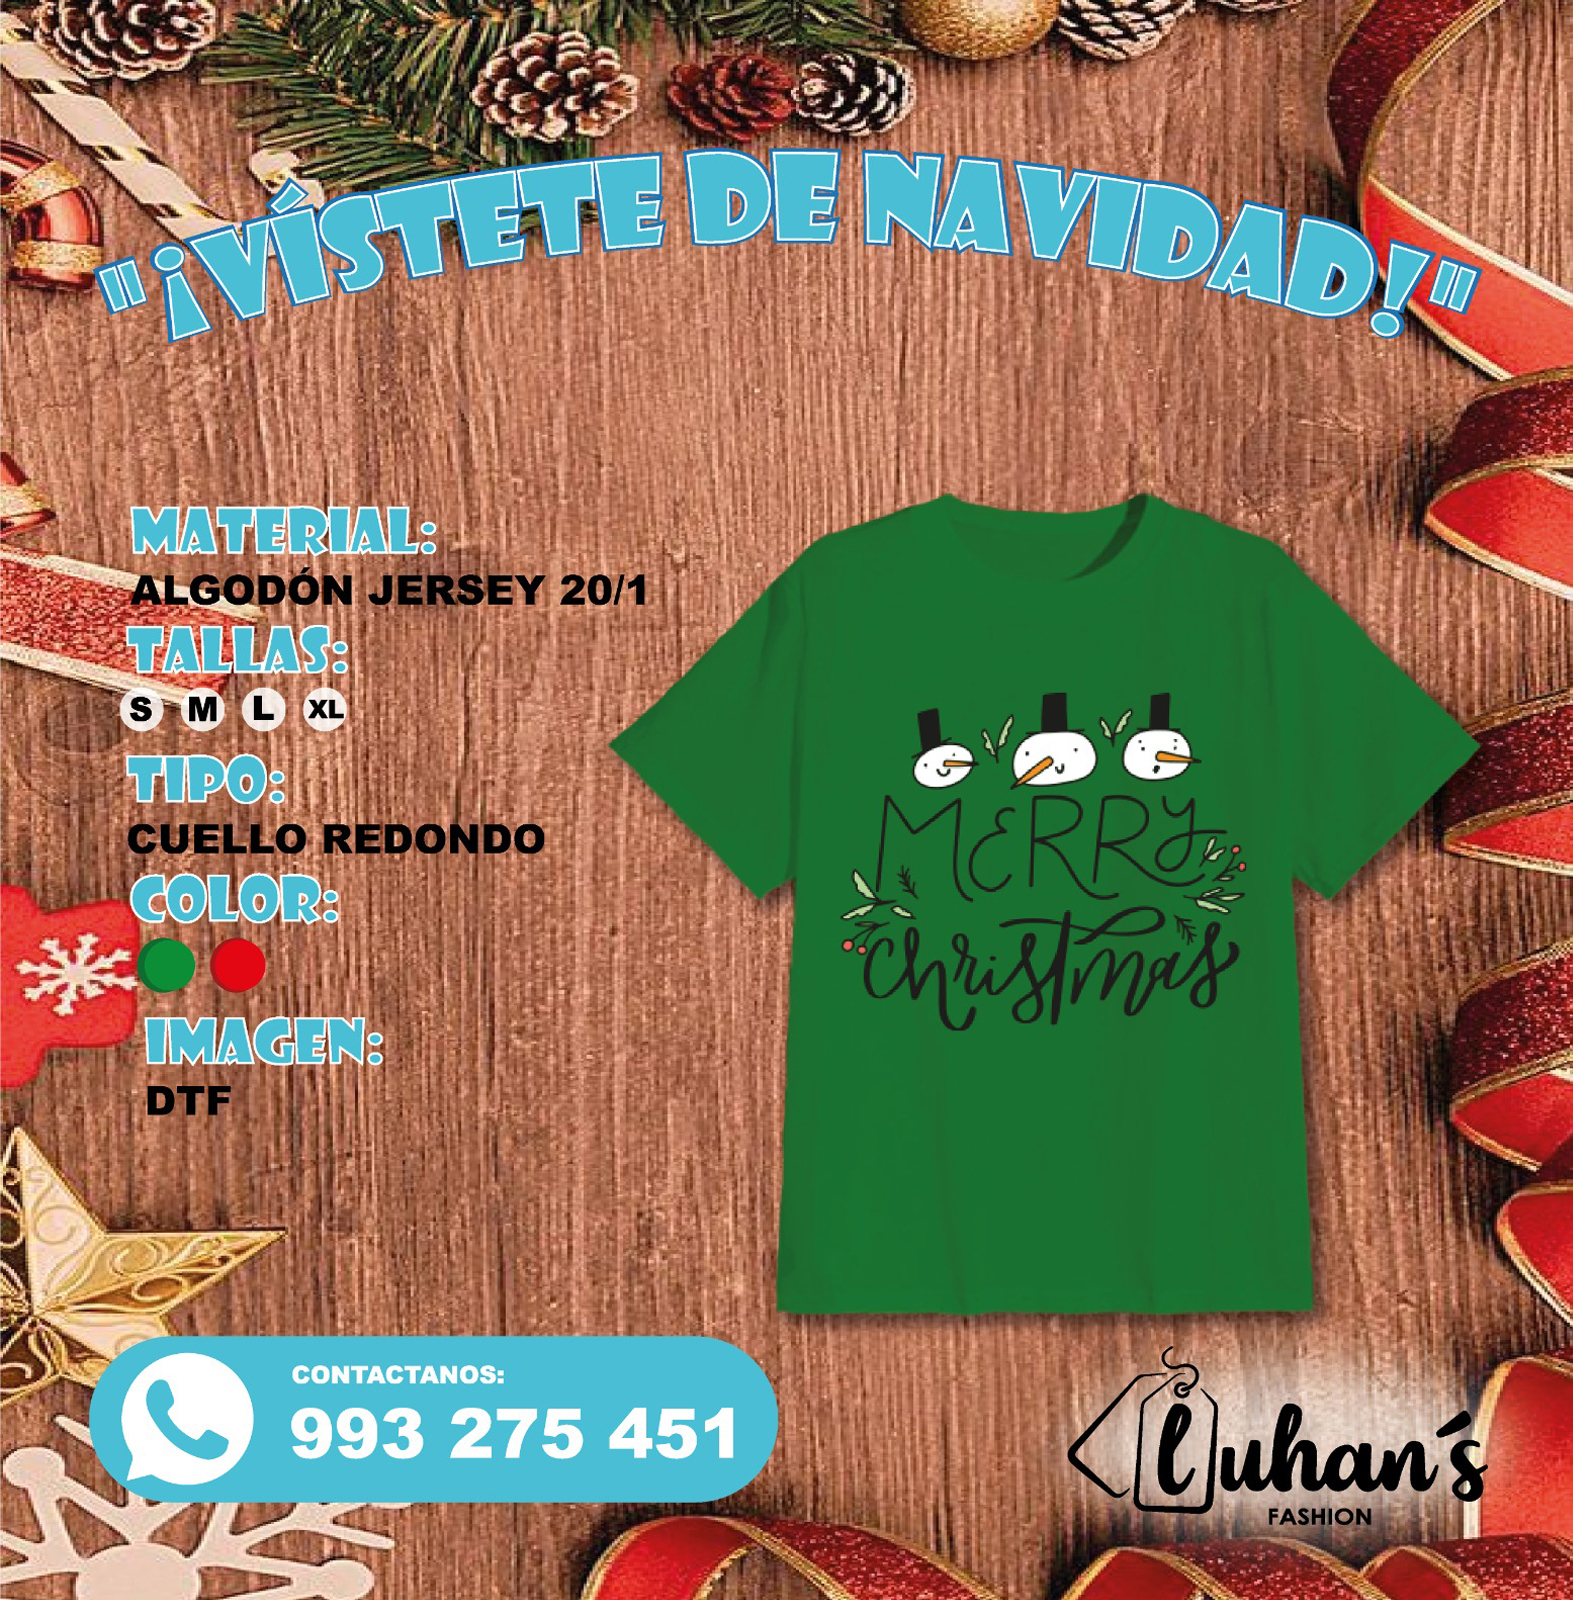 "¡VÍSTETE DE NAVIDAD!"
MATERIAL:
ALGODÓN JERSEY 20/1
TALLAS:
S M L XL
TIPO:
CUELLO REDONDO
COLOR:
IMAGEN:
DTF
MERRY
christmas
CONTACTANOS:
993 275 451
Luhan´s
FASHION